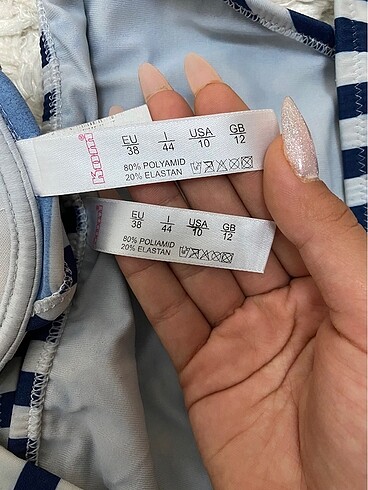 EU I USA GB
38 44 10 12
80% POLYAMID
20% ELASTAN
EU I USA GB
38 44 10 12
80% POLIAMID
20% ELASTAN